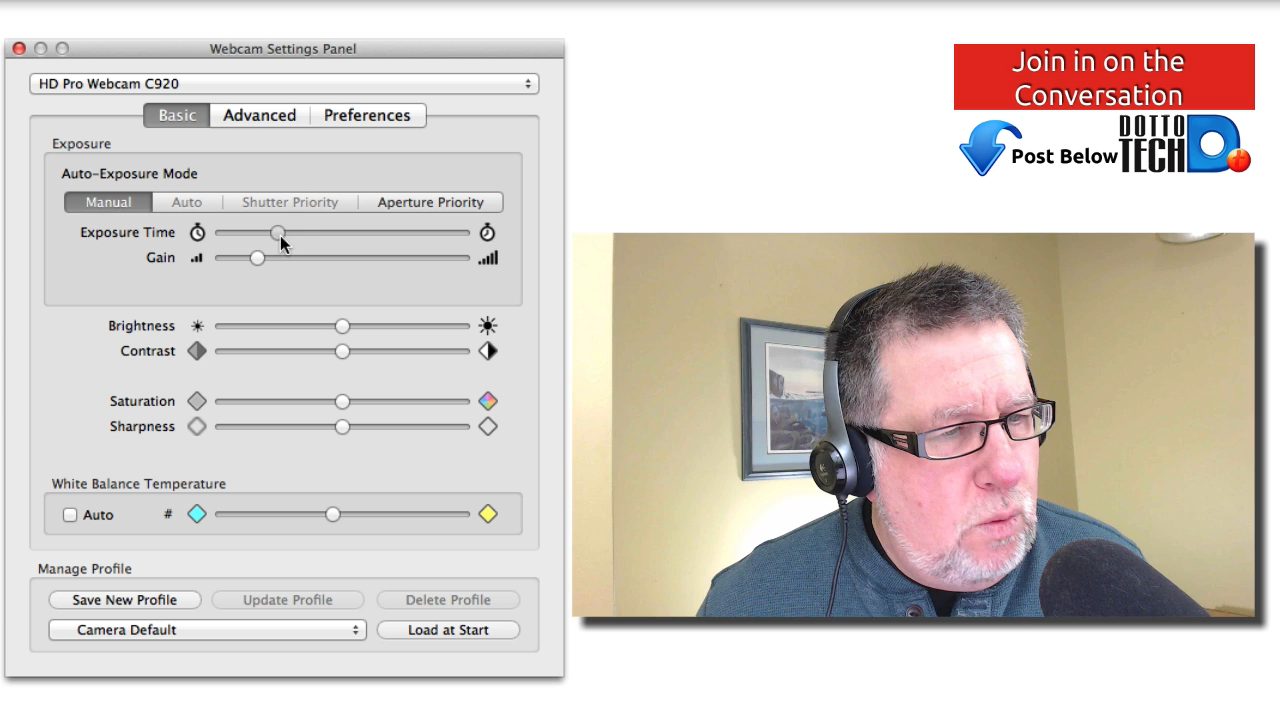 Webcam Settings Panel
HD Pro Webcam C920
Basic Advanced Preferences
Exposure
Auto-Exposure Mode
Manual Auto Shutter Priority Aperture Priority
Exposure Time
Gain
Brightness
Contrast
Saturation
Sharpness
White Balance Temperature
Auto #
Manage Profile
Save New Profile Update Profile Delete Profile
Camera Default Load at Start
Join in on the
Conversation
Post Below
DOTTO
TECH